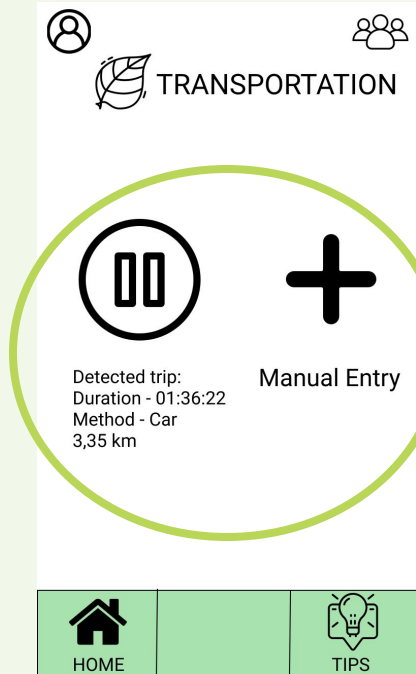 TRANSPORTATION
Detected trip:
Duration - 01:36:22
Method - Car
3,35 km
Manual Entry
HOME
TIPS